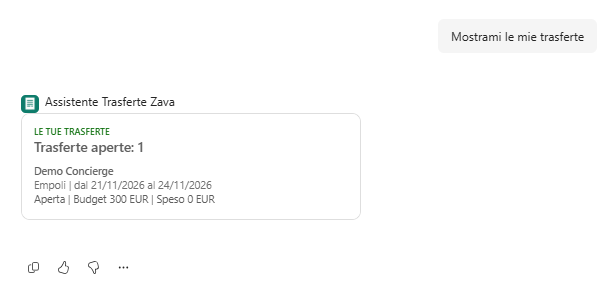 Mostrami le mie trasferte
Assistente Trasferte Zava
LE TUE TRASFERTE
Trasferte aperte: 1
Demo Concierge
Empoli | dal 21/11/2026 al 24/11/2026
Aperta | Budget 300 EUR | Speso 0 EUR